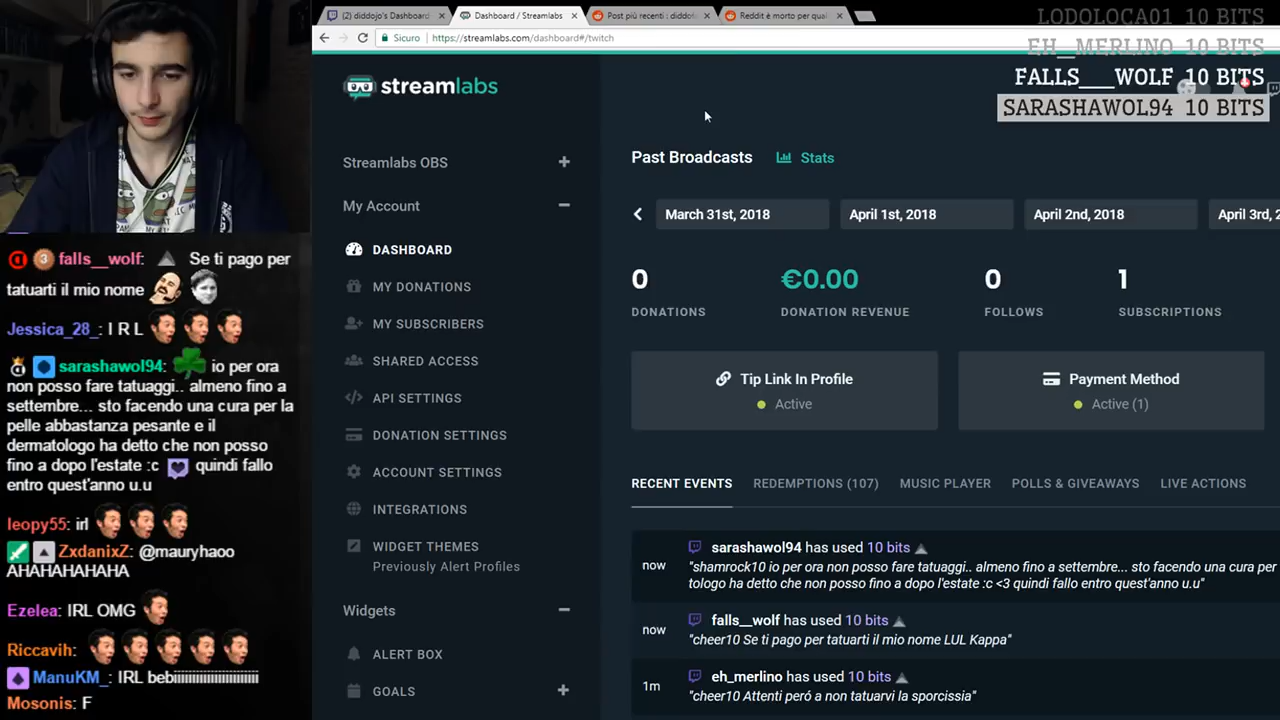 (2) diddojo's Dashboard
Dashboard / Streamlabs
Post più recenti : diddo
Reddit è morto per qual
Sicuro
https://streamlabs.com/dashboard#/twitch
LODOLOCA01 10 BITS
EH_MERLINO 10 BITS
FALLS___WOLF 10 BITS
SARASHAWOL94 10 BITS
streamlabs
Streamlabs OBS
My Account
DASHBOARD
MY DONATIONS
MY SUBSCRIBERS
SHARED ACCESS
API SETTINGS
DONATION SETTINGS
ACCOUNT SETTINGS
INTEGRATIONS
WIDGET THEMES
Previously Alert Profiles
Widgets
ALERT BOX
GOALS
Past Broadcasts
Stats
March 31st, 2018
April 1st, 2018
April 2nd, 2018
April 3rd, 2
0
€0.00
0
1
DONATIONS
DONATION REVENUE
FOLLOWS
SUBSCRIPTIONS
Tip Link In Profile
Active
Payment Method
Active (1)
RECENT EVENTS
REDEMPTIONS (107)
MUSIC PLAYER
POLLS & GIVEAWAYS
LIVE ACTIONS
now
sarashawol94 has used 10 bits
"shamrock10 io per ora non posso fare tatuaggi.. almeno fino a settembre... sto facendo una cura per
tologo ha detto che non posso fino a dopo l'estate :c <3 quindi fallo entro quest'anno u.u"
now
falls__wolf has used 10 bits
"cheer10 Se ti pago per tatuarti il mio nome LUL Kappa"
1m
eh_merlino has used 10 bits
"cheer10 Attenti peró a non tatuarvi la sporcissia"
3 falls__wolf: Se ti pago per
tatuarti il mio nome
Jessica_28_: I R L
sarashawol94: io per ora
non posso fare tatuaggi.. almeno fino a
settembre... sto facendo una cura per la
pelle abbastanza pesante e il
dermatologo ha detto che non posso
fino a dopo l'estate :c quindi fallo
entro quest'anno u.u
leopy55: irl
ZxdanixZ: @mauryhaoo
AHAHAHAHAHA
Ezelea: IRL OMG
Riccavih:
ManuKM_: IRL bebiiiiiiiiiiiiiiiiiiiiiii
Mosonis: F